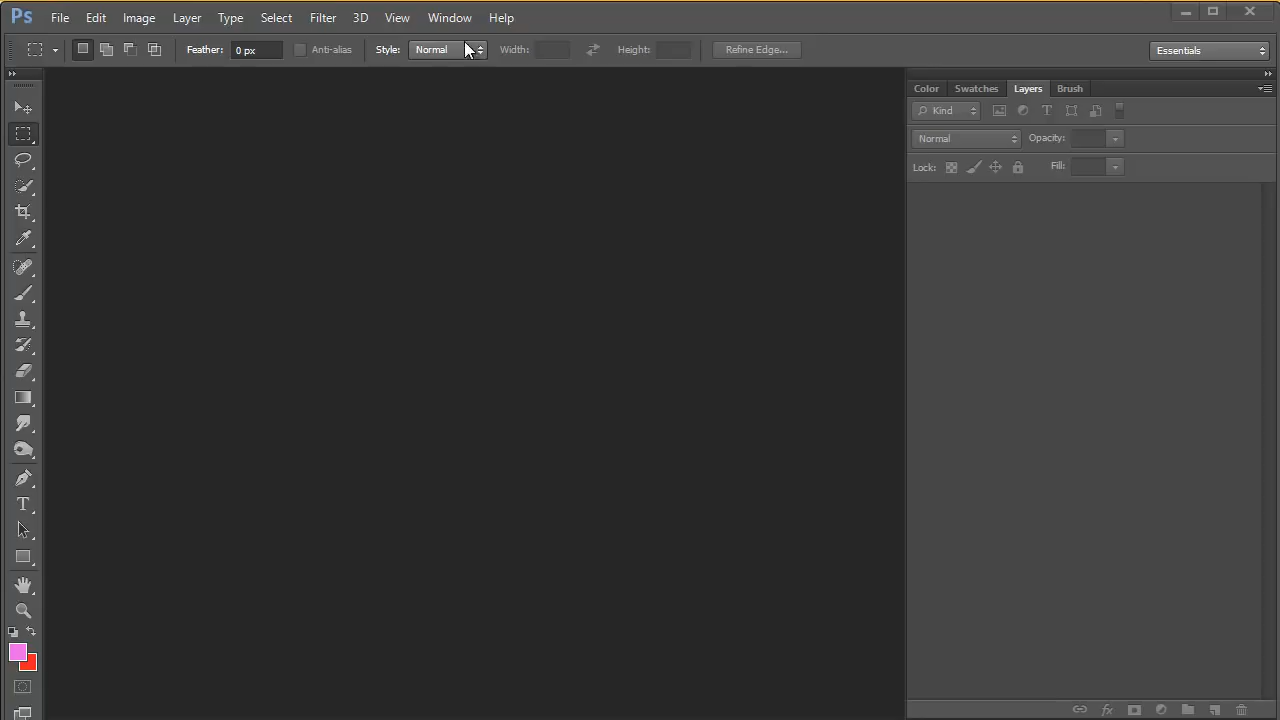 Ps File Edit Image Layer Type Select Filter 3D View Window Help
Feather: 0 px Anti-alias Style: Normal Width: Height: Refine Edge... Essentials
Color Swatches Layers Brush
Kind
Normal Opacity:
Lock: Fill: